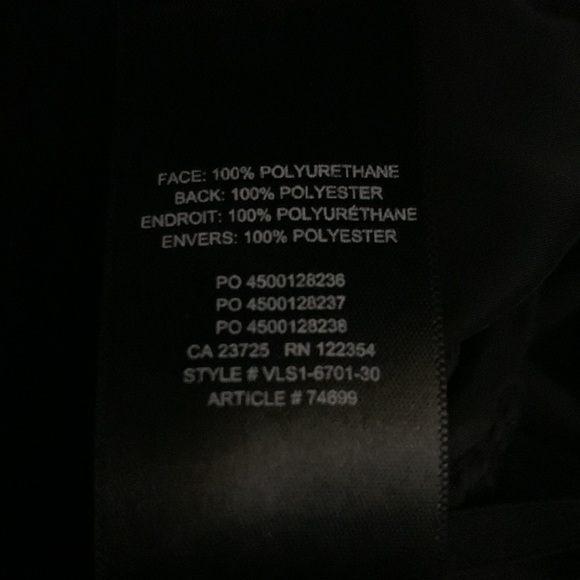 FACE: 100% POLYURETHANE
BACK: 100% POLYESTER
ENDROIT: 100% POLYURÉTHANE
ENVERS: 100% POLYESTER
PO 4500128236
PO 4500128237
PO 4500128238
CA 23725 RN 122354
STYLE # VLS1-6701-30
ARTICLE # 74699